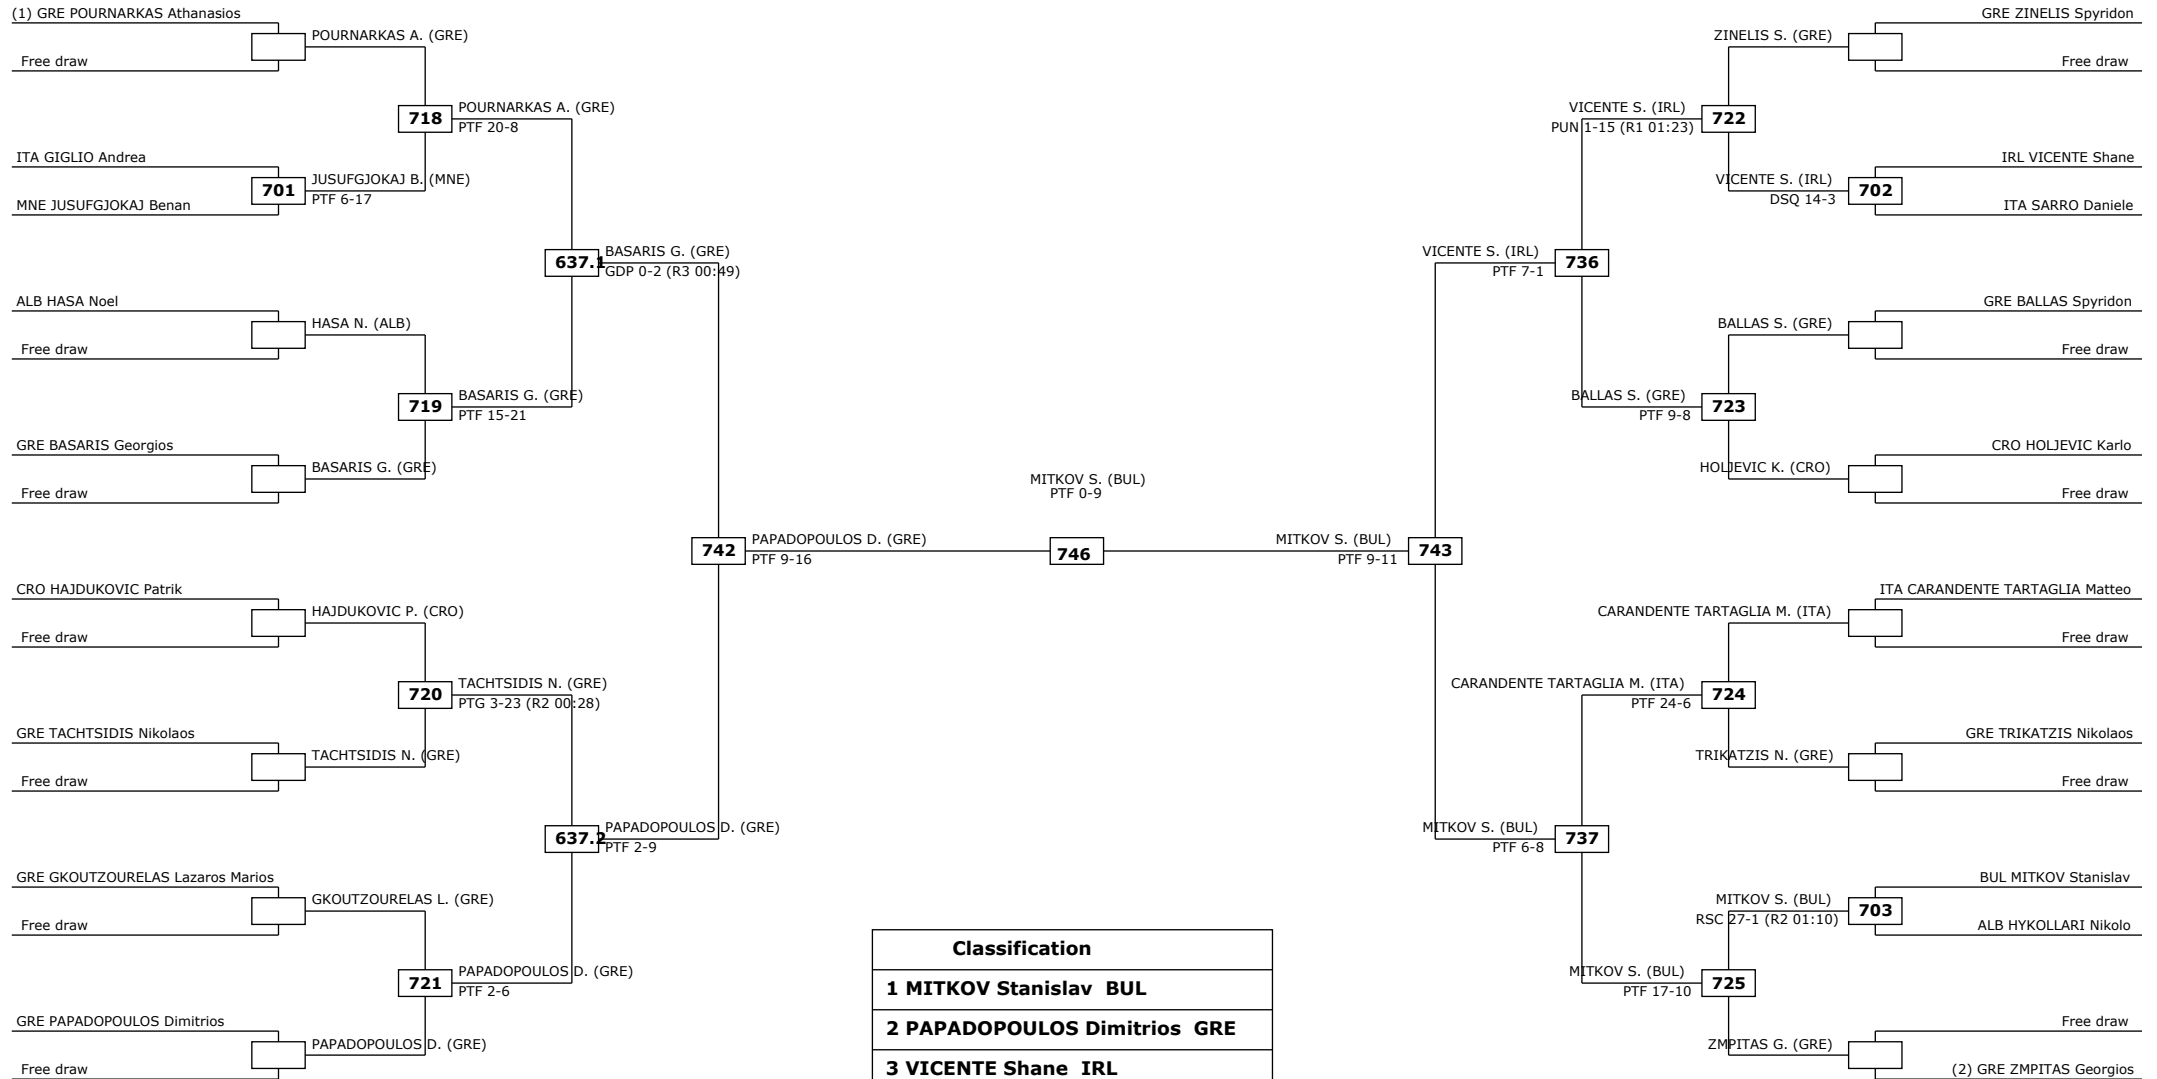 (1) GRE POURNARKAS Athanasios
Free draw
POURNARKAS A. (GRE)
718
POURNARKAS A. (GRE)
PTF 20-8
ITA GIGLIO Andrea
MNE JUSUFGJOKAJ Benan
701
JUSUFGJOKAJ B. (MNE)
PTF 6-17
637.1
BASARIS G. (GRE)
GDP 0-2 (R3 00:49)
ALB HASA Noel
Free draw
HASA N. (ALB)
719
BASARIS G. (GRE)
PTF 15-21
GRE BASARIS Georgios
Free draw
BASARIS G. (GRE)
742
PAPADOPOULOS D. (GRE)
PTF 9-16
CRO HAJDUKOVIC Patrik
Free draw
HAJDUKOVIC P. (CRO)
720
TACHTSIDIS N. (GRE)
PTG 3-23 (R2 00:28)
GRE TACHTSIDIS Nikolaos
Free draw
TACHTSIDIS N. (GRE)
637.2
PAPADOPOULOS D. (GRE)
PTF 2-9
GRE GKOUTZOURELAS Lazaros Marios
Free draw
GKOUTZOURELAS L. (GRE)
721
PAPADOPOULOS D. (GRE)
PTF 2-6
GRE PAPADOPOULOS Dimitrios
Free draw
PAPADOPOULOS D. (GRE)
MITKOV S. (BUL)
PTF 0-9
746
GRE ZINELIS Spyridon
Free draw
ZINELIS S. (GRE)
VICENTE S. (IRL)
PUN 1-15 (R1 01:23)
722
IRL VICENTE Shane
ITA SARRO Daniele
VICENTE S. (IRL)
DSQ 14-3
702
VICENTE S. (IRL)
PTF 7-1
736
GRE BALLAS Spyridon
Free draw
BALLAS S. (GRE)
BALLAS S. (GRE)
PTF 9-8
723
CRO HOLJEVIC Karlo
Free draw
HOLJEVIC K. (CRO)
MITKOV S. (BUL)
PTF 9-11
743
ITA CARANDENTE TARTAGLIA Matteo
Free draw
CARANDENTE TARTAGLIA M. (ITA)
CARANDENTE TARTAGLIA M. (ITA)
PTF 24-6
724
GRE TRIKATZIS Nikolaos
Free draw
TRIKATZIS N. (GRE)
MITKOV S. (BUL)
PTF 6-8
737
BUL MITKOV Stanislav
ALB HYKOLLARI Nikolo
MITKOV S. (BUL)
RSC 27-1 (R2 01:10)
703
MITKOV S. (BUL)
PTF 17-10
725
Free draw
(2) GRE ZMPITAS Georgios
ZMPITAS G. (GRE)
Classification
1 MITKOV Stanislav BUL
2 PAPADOPOULOS Dimitrios GRE
3 VICENTE Shane IRL